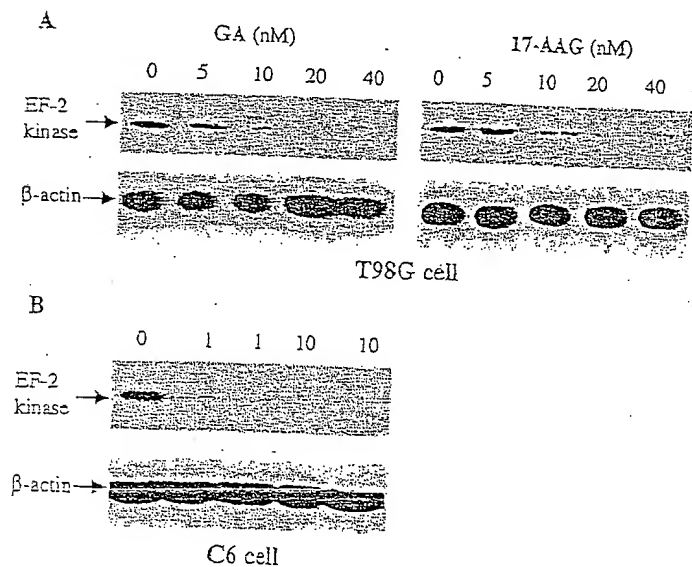 A
GA (nM)
17-AAG (nM)
0 5 10 20 40
0 5 10 20 40
EF-2
kinase
β-actin
T98G cell
B
0 1 1 10 10
EF-2
kinase
β-actin
C6 cell